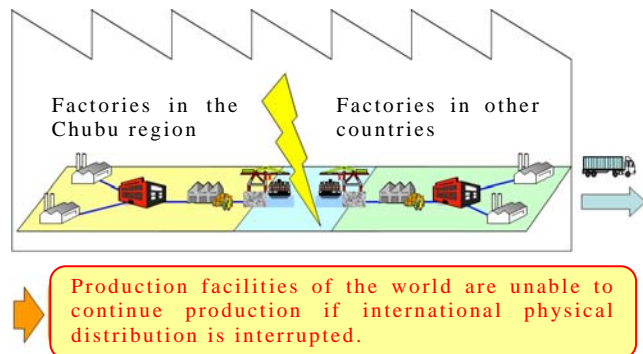 Factories in the
Chubu region
Factories in other
countries
Production facilities of the world are unable to
continue production if international physical
distribution is interrupted.